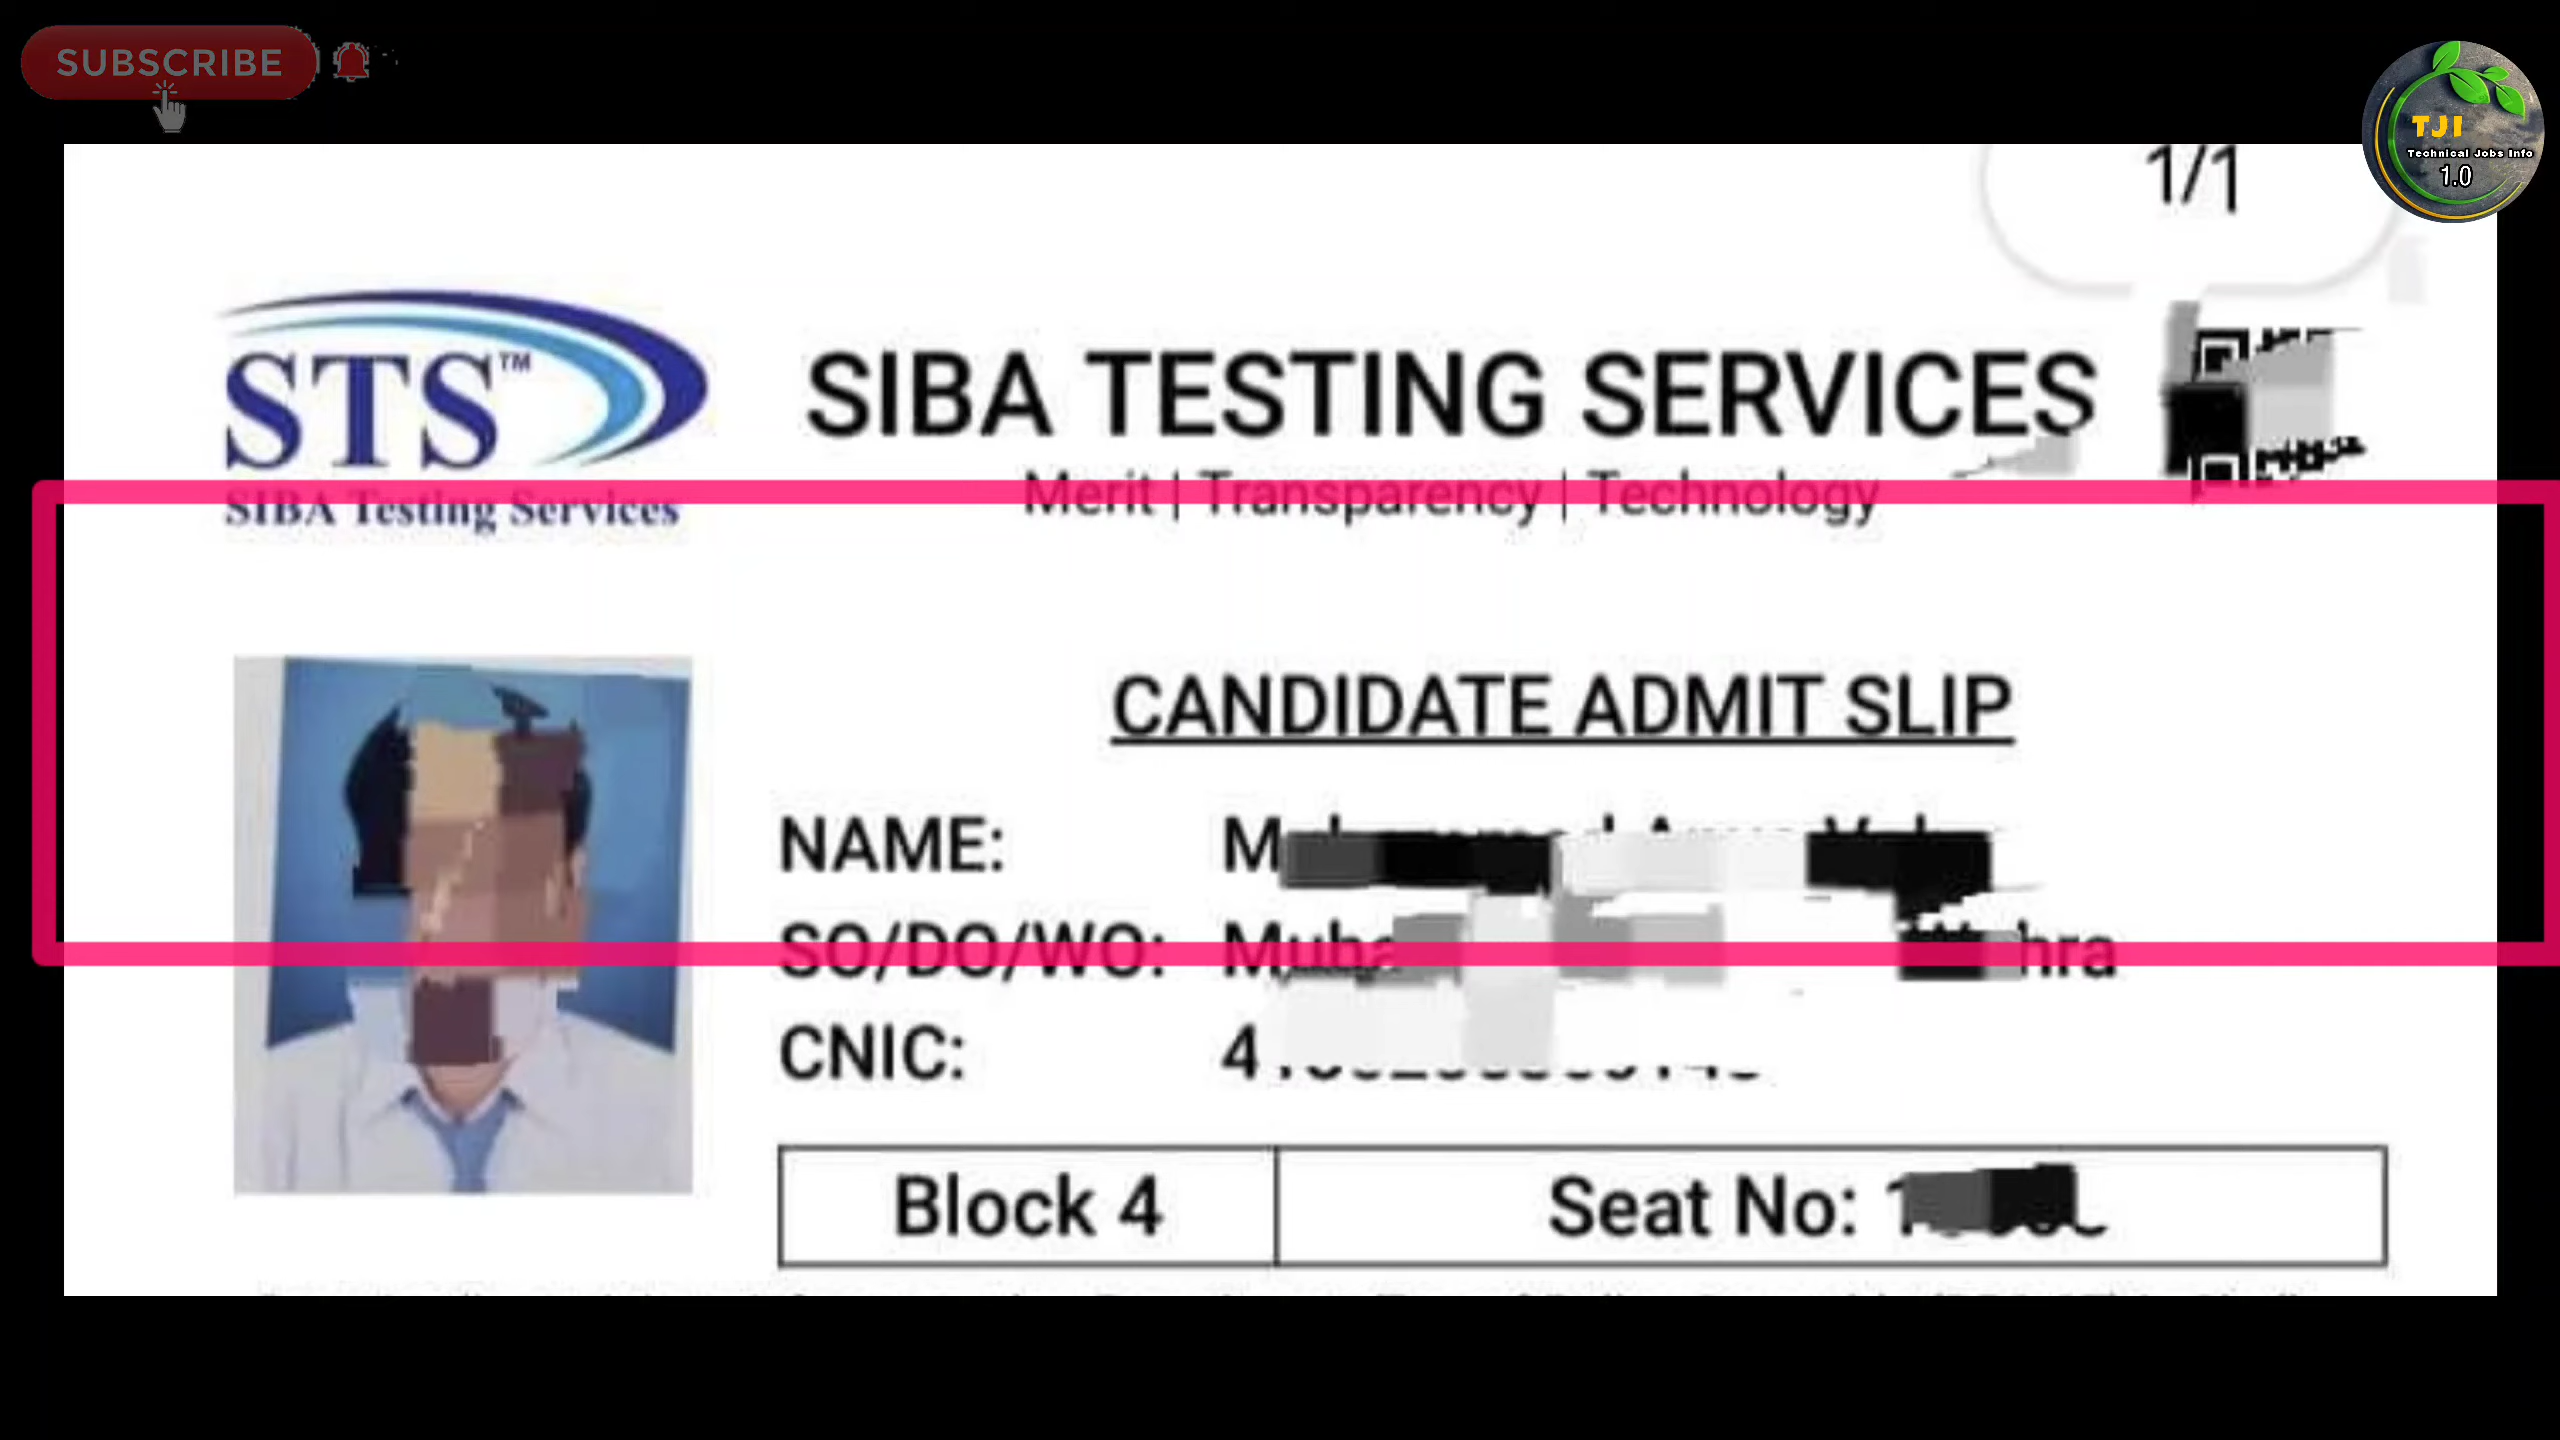 SUBSCRIBE
TJI
Technical Jobs Info
1.0
1/1
STS™
SIBA Testing Services
SIBA TESTING SERVICES
Merit | Transparency | Technology
CANDIDATE ADMIT SLIP
NAME:
SO/DO/WO:
CNIC:
Block 4
Seat No: